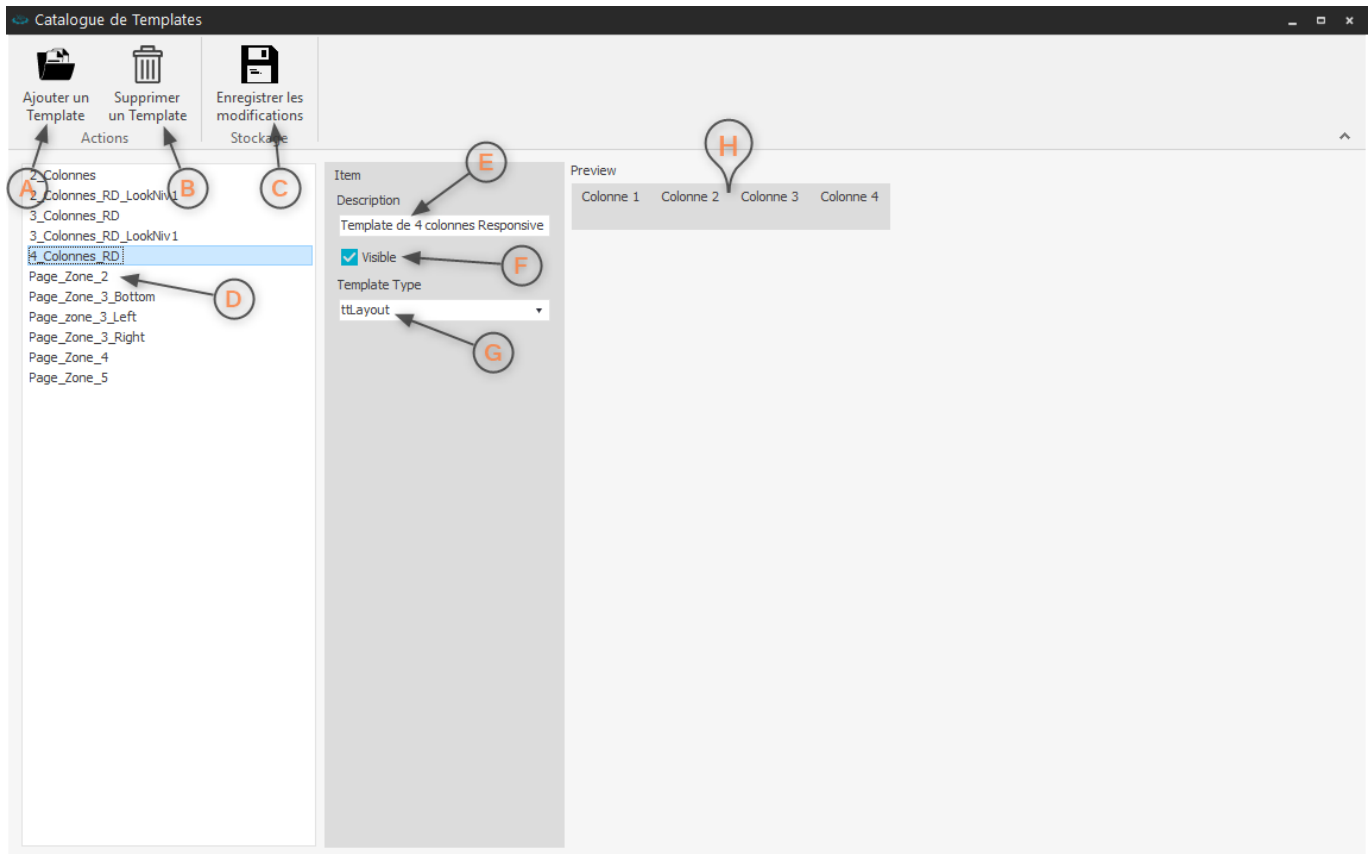 Catalogue de Templates
Ajouter un Template
Supprimer un Template
Enregistrer les modifications
Actions
Stockage
A
B
C
2_Colonnes
2_Colonnes_RD_LookNiv1
3_Colonnes_RD
3_Colonnes_RD_LookNiv1
4_Colonnes_RD
Page_Zone_2
Page_Zone_3_Bottom
Page_zone_3_Left
Page_Zone_3_Right
Page_Zone_4
Page_Zone_5
D
Item
E
Description
Template de 4 colonnes Responsive
Visible
F
Template Type
ttLayout
G
H
Preview
Colonne 1 Colonne 2 Colonne 3 Colonne 4